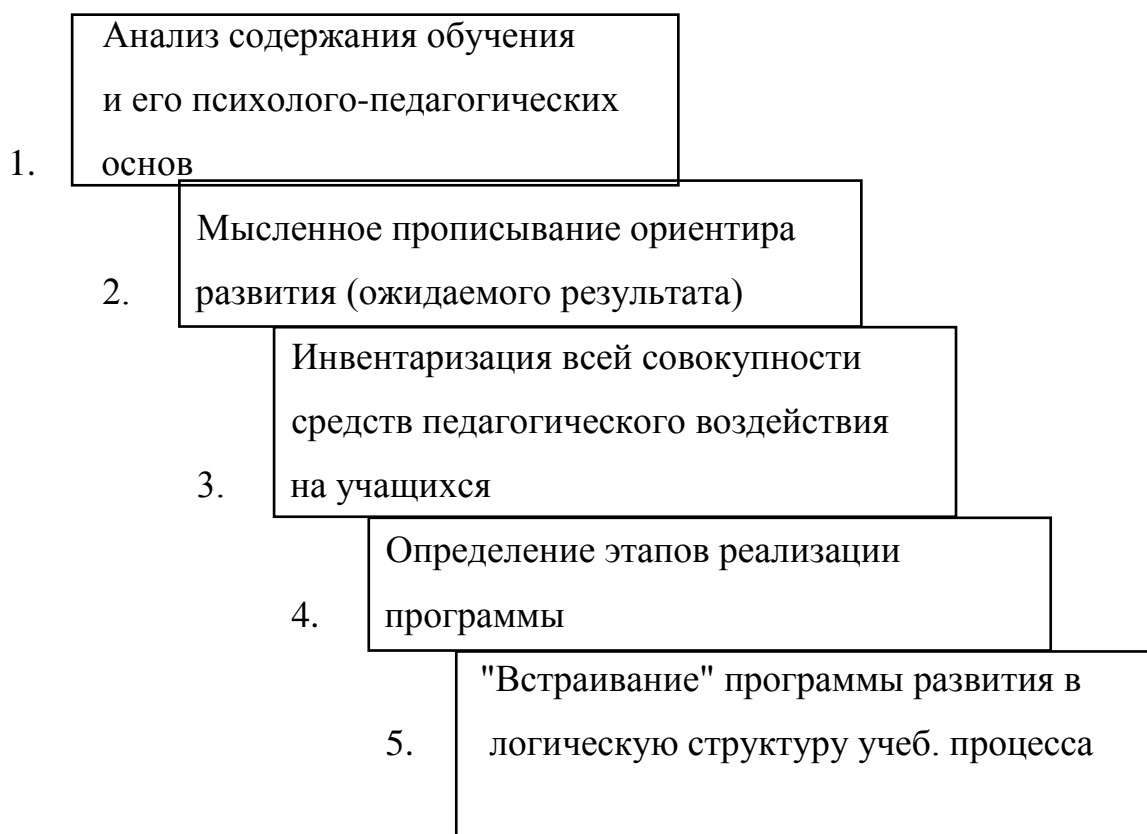 Анализ содержания обучения
и его психолого-педагогических
1. основ
Мысленное прописывание ориентира
2. развития (ожидаемого результата)
Инвентаризация всей совокупности
средств педагогического воздействия
3. на учащихся
Определение этапов реализации
4. программы
"Встраивание" программы развития в
5. логическую структуру учеб. процесса